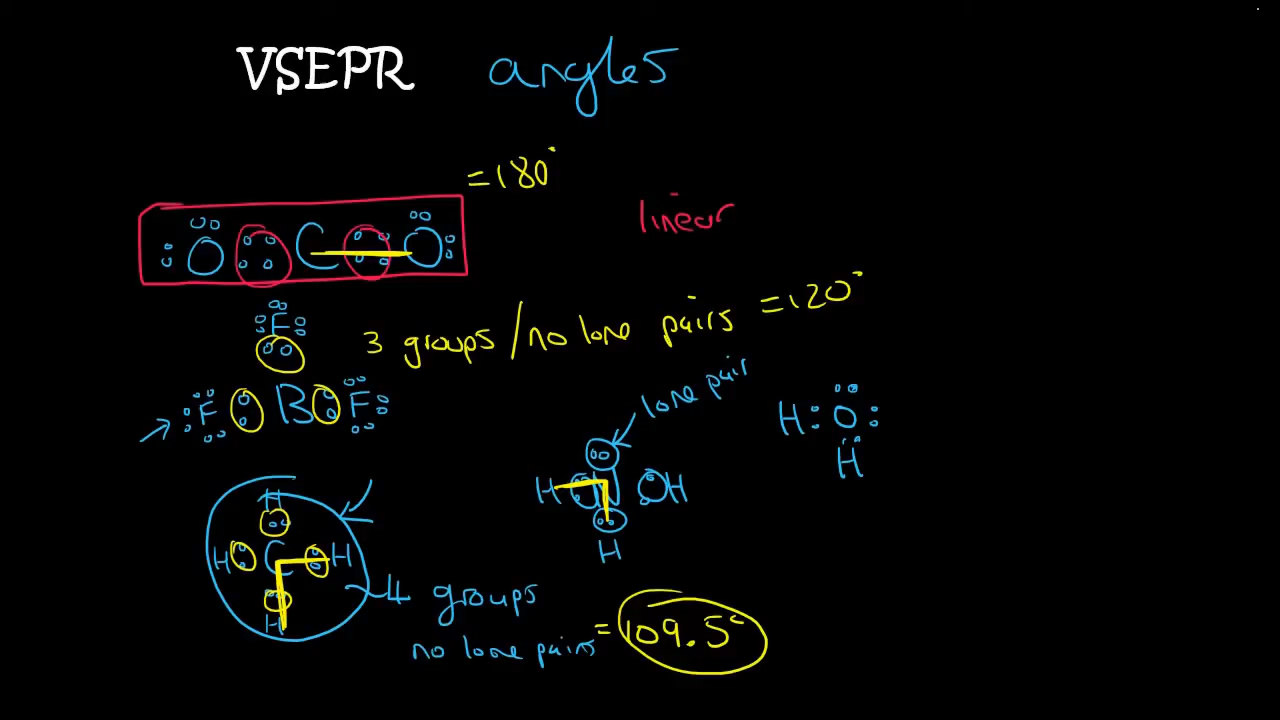 VSEPR angles
=180°
linear
O C O
F
3 groups / no lone pairs =120°
F B F
lone pair
H O
H
H N H
H
H
H C H
H
4 groups
no lone pairs = 109.5°